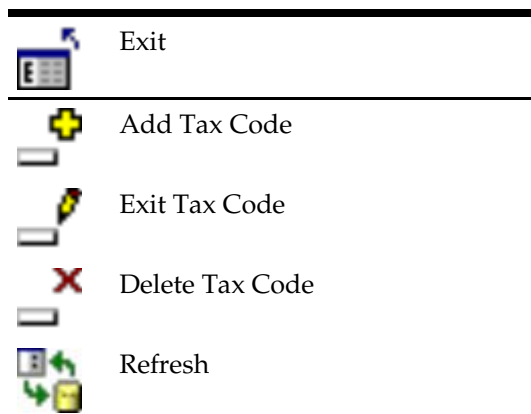 Exit
Add Tax Code
Exit Tax Code
Delete Tax Code
Refresh